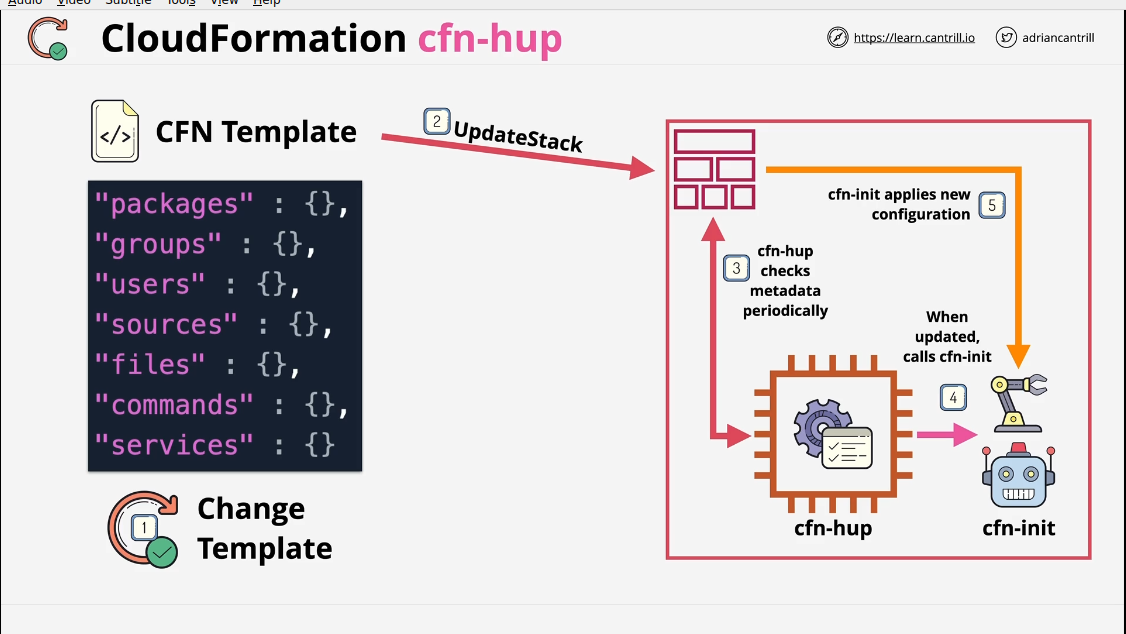 Audio Video Subtitle Tools View Help
CloudFormation cfn-hup
https://learn.cantrill.io
adriancantrill
</>
CFN Template
2
UpdateStack
"packages" : {},
"groups" : {},
"users" : {},
"sources" : {},
"files" : {},
"commands" : {},
"services" : {}
1
Change
Template
cfn-init applies new
configuration
5
3
cfn-hup
checks
metadata
periodically
When
updated,
calls cfn-init
4
cfn-hup
cfn-init